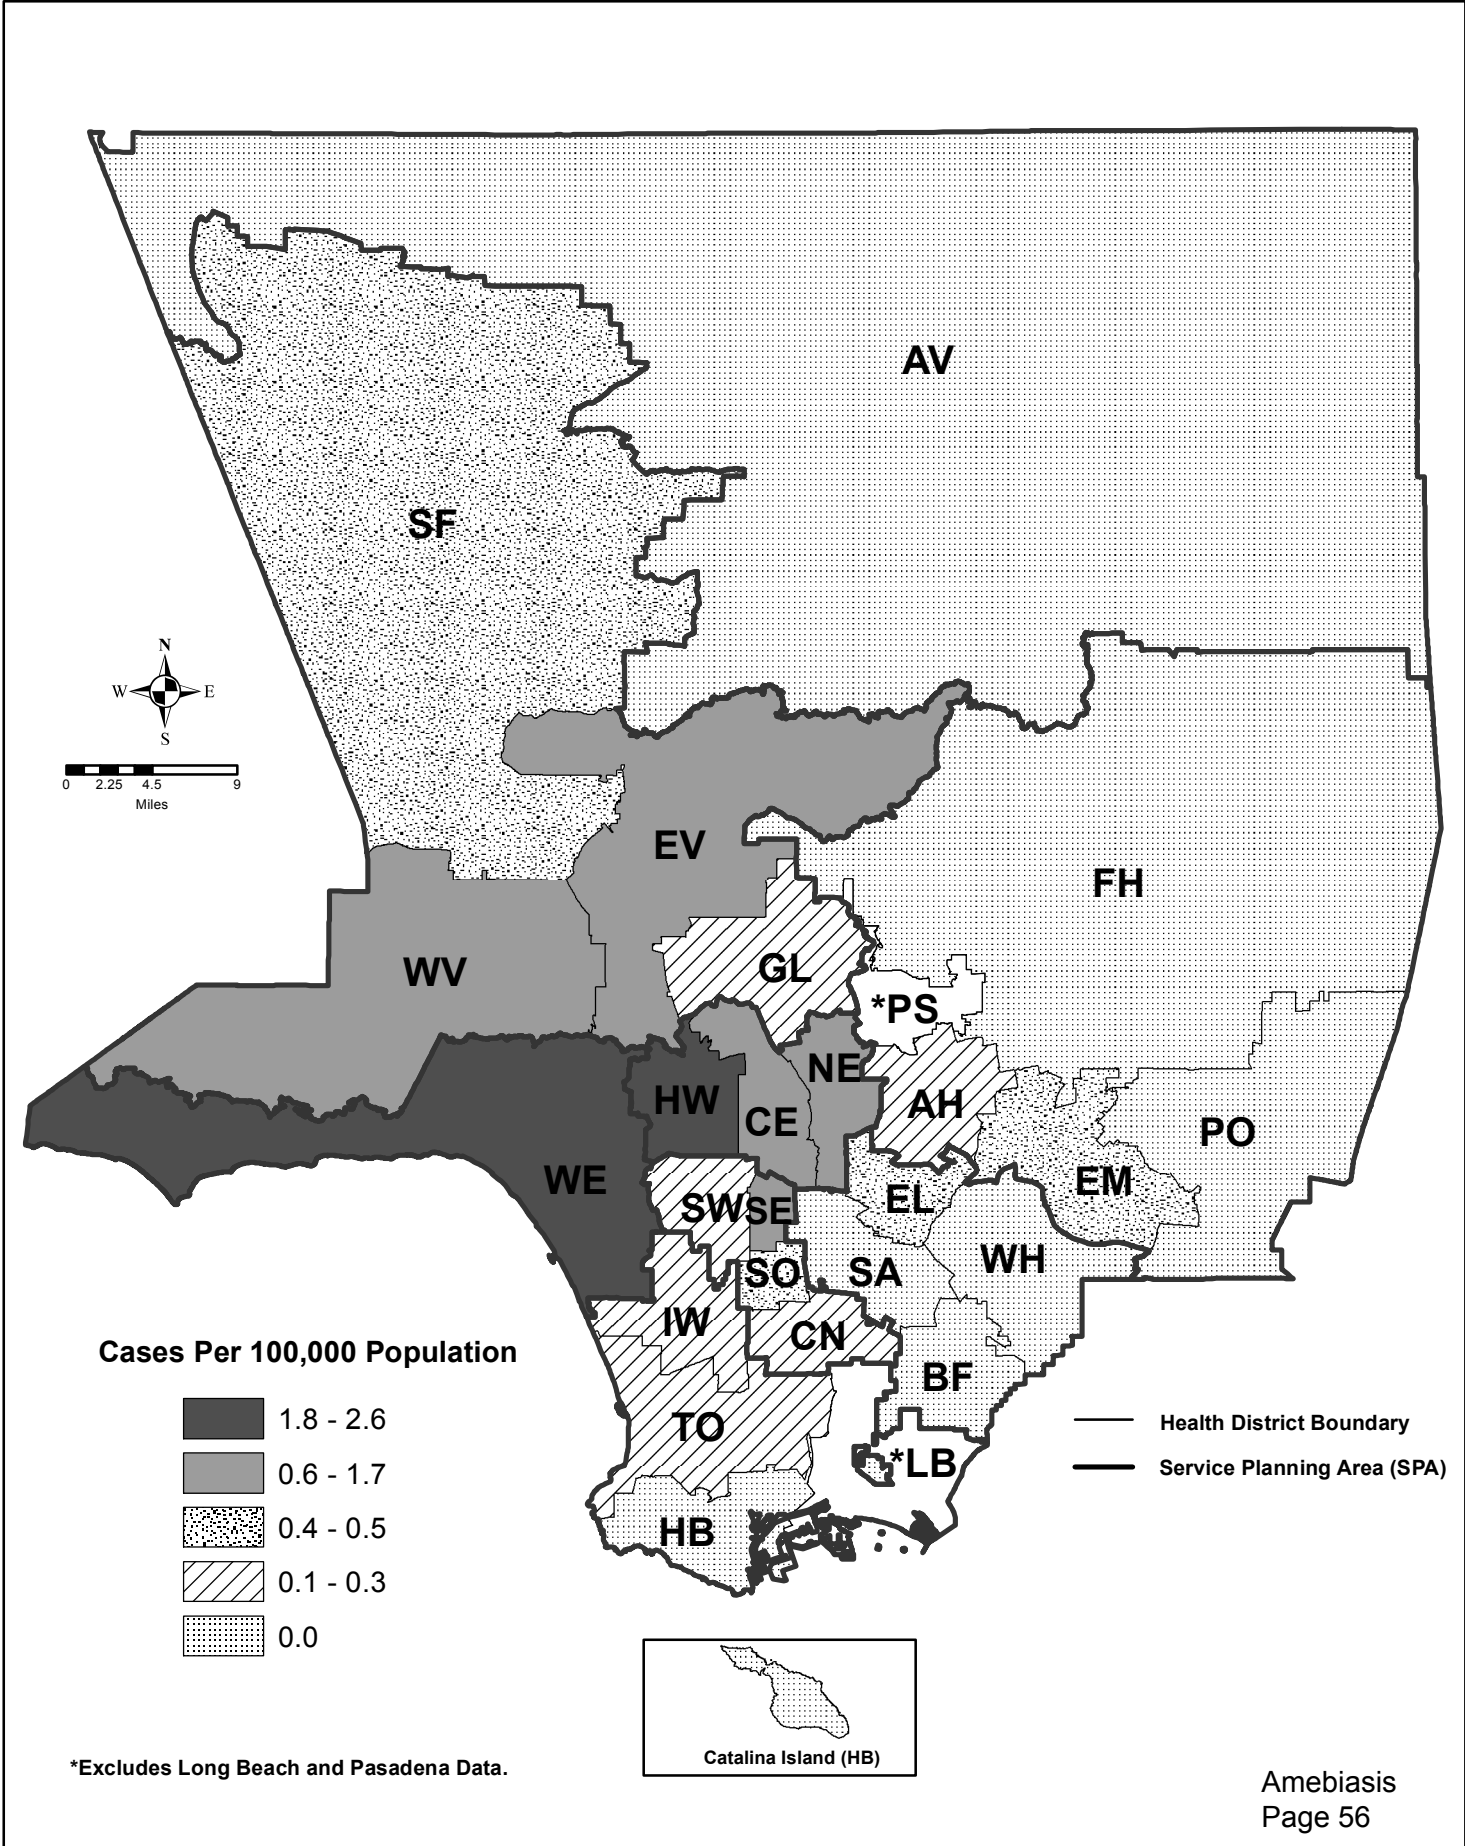 AV
SF
N
W E
S
0 2.25 4.5 9
Miles
EV
FH
WV
GL
*PS
NE
HW
AH
CE
PO
WE
EM
SW
SE
EL
WH
SO
SA
IW
CN
BF
TO
*LB
HB
Cases Per 100,000 Population
1.8 - 2.6
0.6 - 1.7
0.4 - 0.5
0.1 - 0.3
0.0
Health District Boundary
Service Planning Area (SPA)
Catalina Island (HB)
*Excludes Long Beach and Pasadena Data.
Amebiasis
Page 56